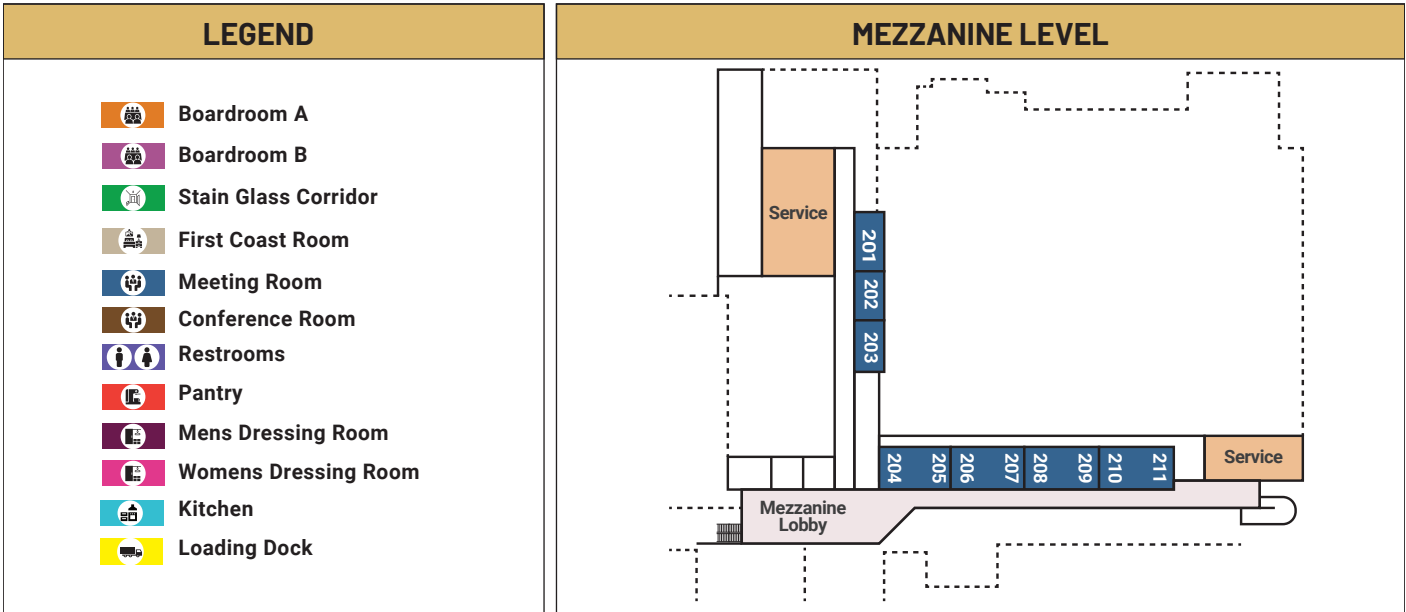 LEGEND
Boardroom A
Boardroom B
Stain Glass Corridor
First Coast Room
Meeting Room
Conference Room
Restrooms
Pantry
Mens Dressing Room
Womens Dressing Room
Kitchen
Loading Dock
MEZZANINE LEVEL
Service
201
202
203
204
205
206
207
208
209
210
211
Service
Mezzanine
Lobby